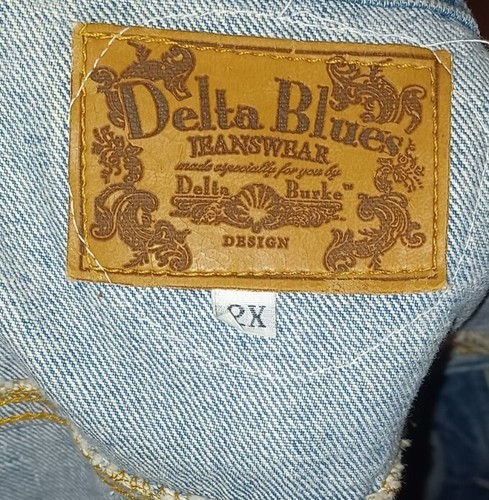 Delta Blues
JEANSWEAR
made especially for you by
Delta Burke™
DESIGN
2X